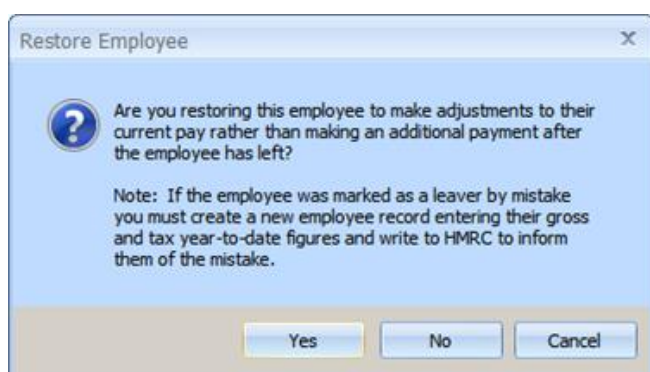 Restore Employee
Are you restoring this employee to make adjustments to their
current pay rather than making an additional payment after
the employee has left?
Note: If the employee was marked as a leaver by mistake
you must create a new employee record entering their gross
and tax year-to-date figures and write to HMRC to inform
them of the mistake.
Yes No Cancel